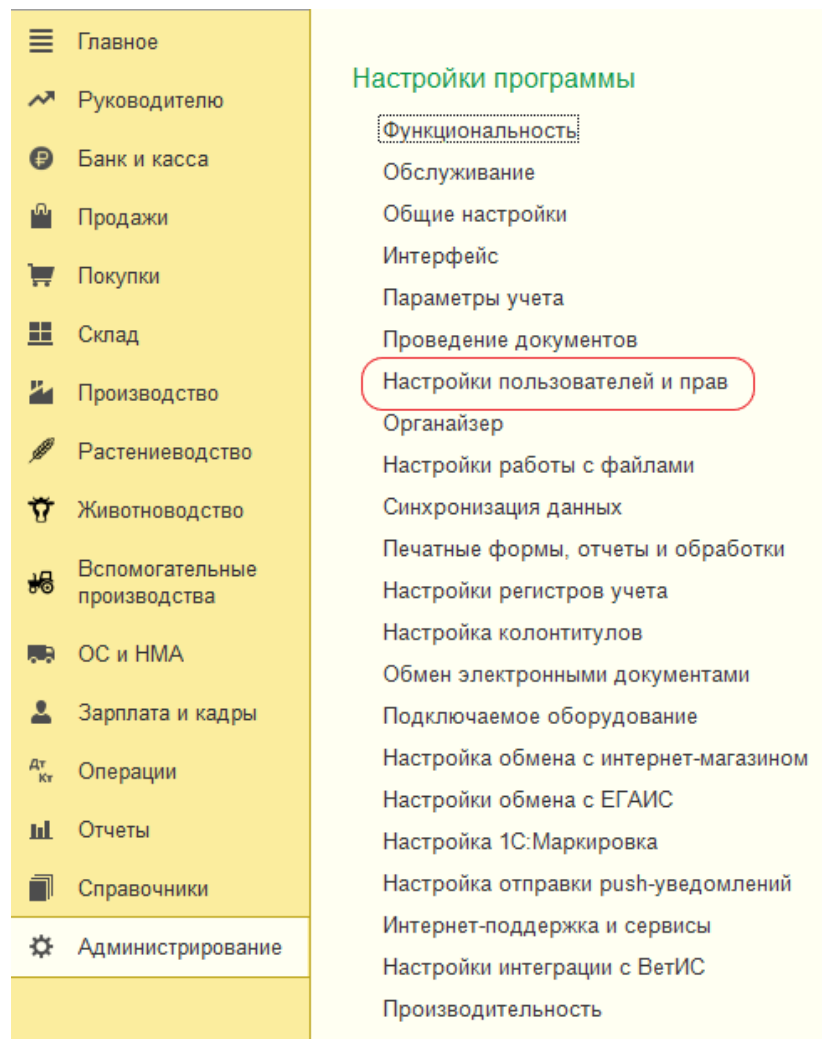 Главное
Руководителю
Банк и касса
Продажи
Покупки
Склад
Производство
Растениеводство
Животноводство
Вспомогательные
производства
ОС и НМА
Зарплата и кадры
Дт
Кт
Операции
Отчеты
Справочники
Администрирование
Настройки программы
Функциональность
Обслуживание
Общие настройки
Интерфейс
Параметры учета
Проведение документов
Настройки пользователей и прав
Органайзер
Настройки работы с файлами
Синхронизация данных
Печатные формы, отчеты и обработки
Настройки регистров учета
Настройка колонтитулов
Обмен электронными документами
Подключаемое оборудование
Настройка обмена с интернет-магазином
Настройки обмена с ЕГАИС
Настройка 1С:Маркировка
Настройка отправки push-уведомлений
Интернет-поддержка и сервисы
Настройки интеграции с ВетИС
Производительность